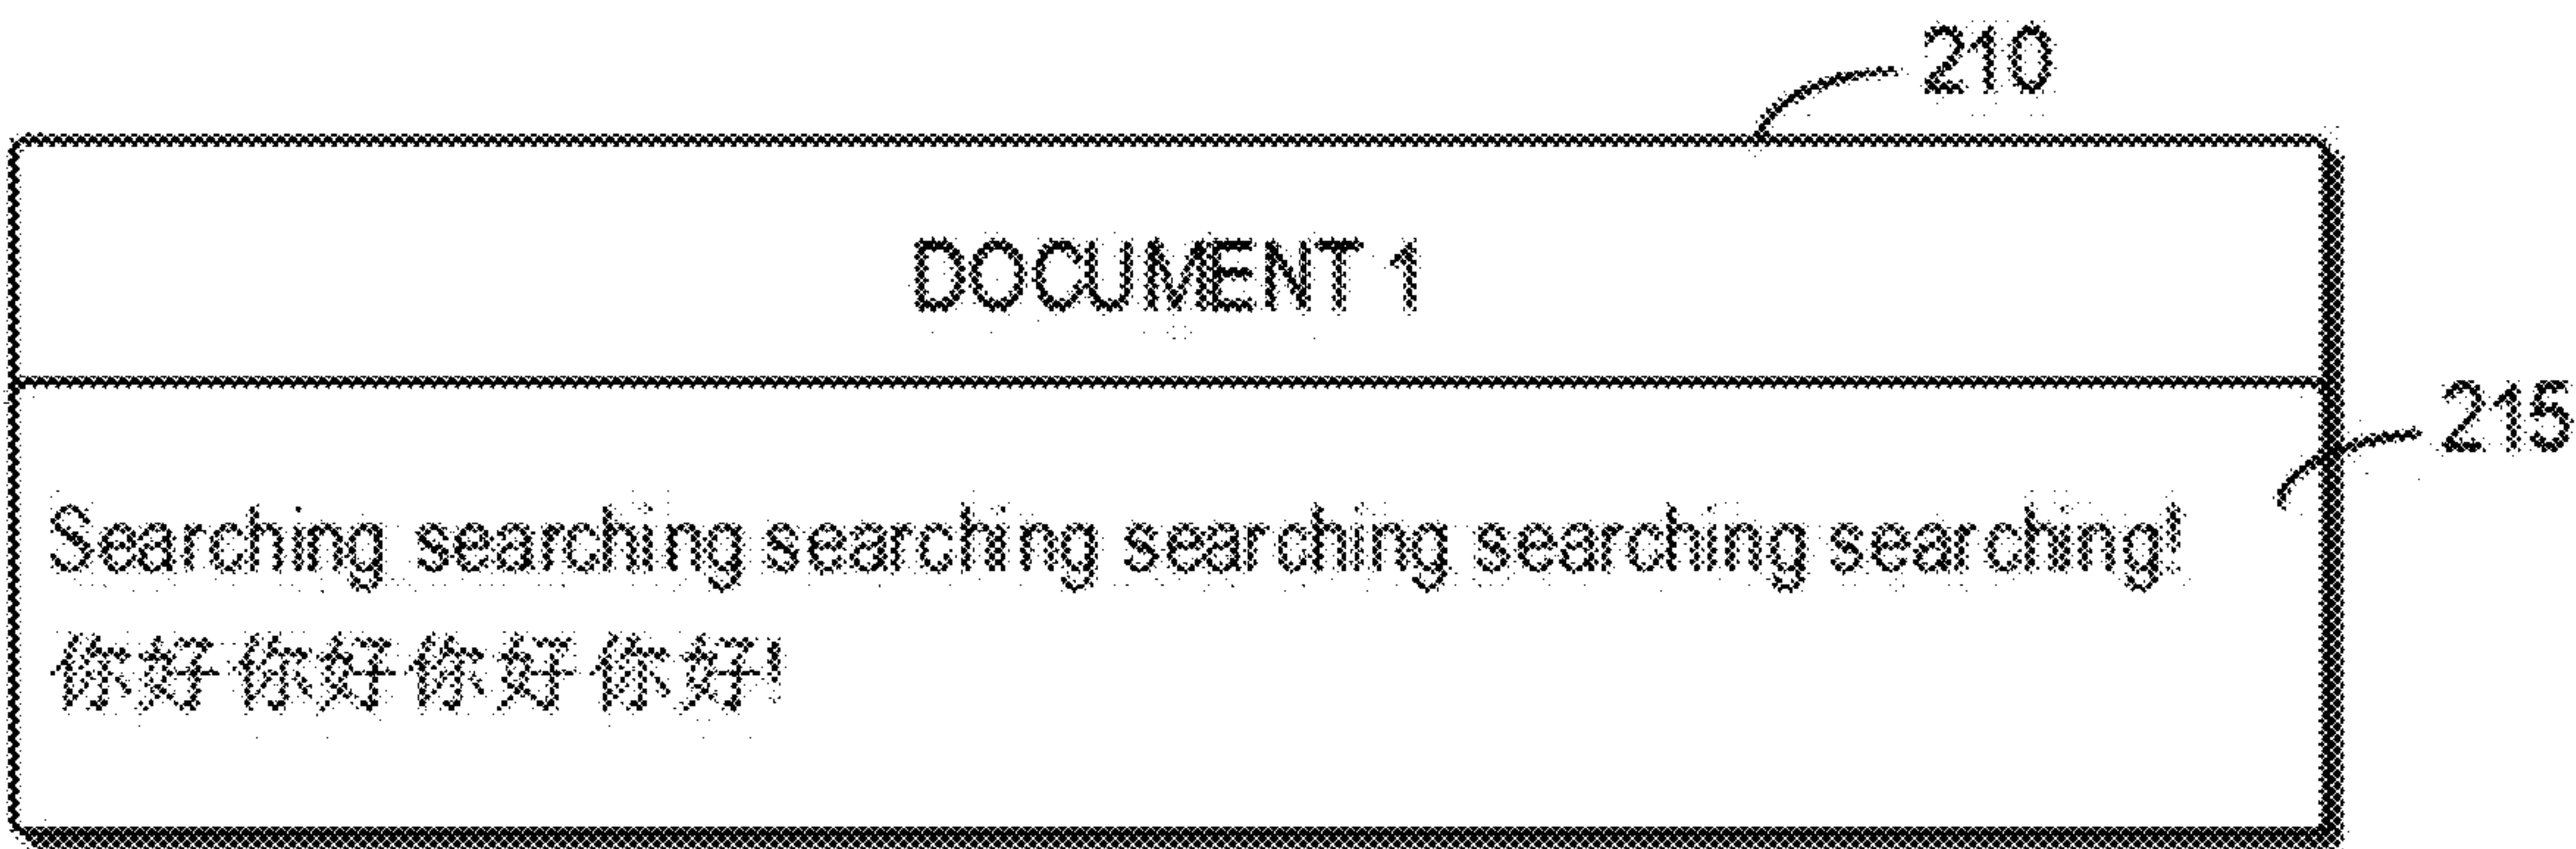 210
DOCUMENT 1
215
Searching searching searching searching searching searching!
你好 你好 你好 你好!